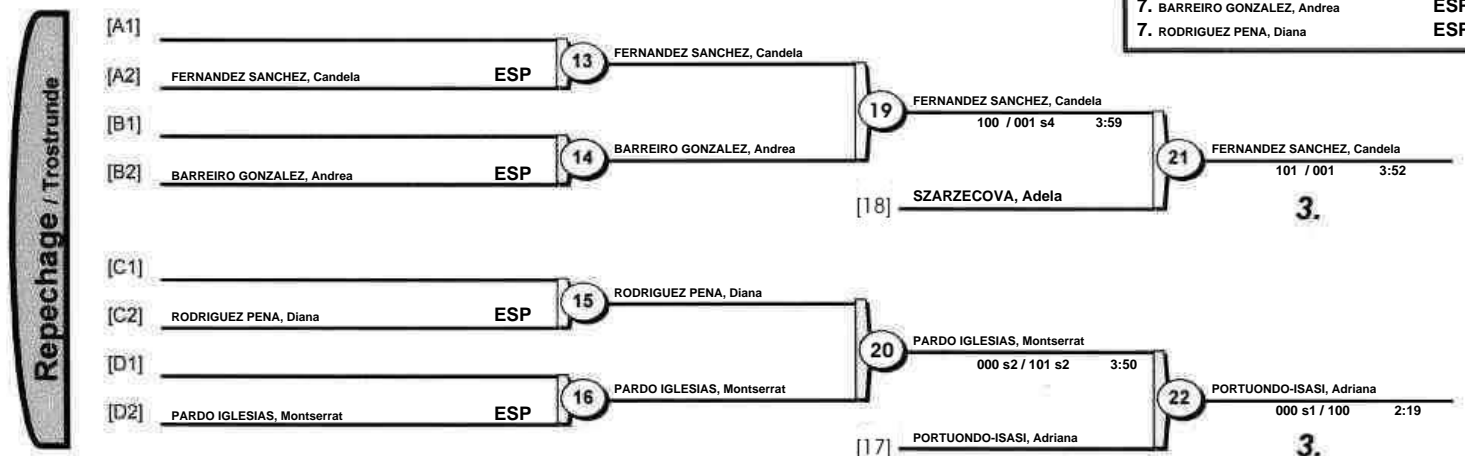 7. BARREIRO GONZALEZ, Andrea ESP
7. RODRIGUEZ PENA, Diana ESP
Repechage / Trostrunde
[A1]
[A2] FERNANDEZ SANCHEZ, Candela ESP
13 FERNANDEZ SANCHEZ, Candela
[B1]
[B2] BARREIRO GONZALEZ, Andrea ESP
14 BARREIRO GONZALEZ, Andrea
19 FERNANDEZ SANCHEZ, Candela
100 / 001 s4 3:59
[18] SZARZECOVA, Adela
21 FERNANDEZ SANCHEZ, Candela
101 / 001 3:52
3.
[C1]
[C2] RODRIGUEZ PENA, Diana ESP
15 RODRIGUEZ PENA, Diana
[D1]
[D2] PARDO IGLESIAS, Montserrat ESP
16 PARDO IGLESIAS, Montserrat
20 PARDO IGLESIAS, Montserrat
000 s2 / 101 s2 3:50
[17] PORTUONDO-ISASI, Adriana
22 PORTUONDO-ISASI, Adriana
000 s1 / 100 2:19
3.